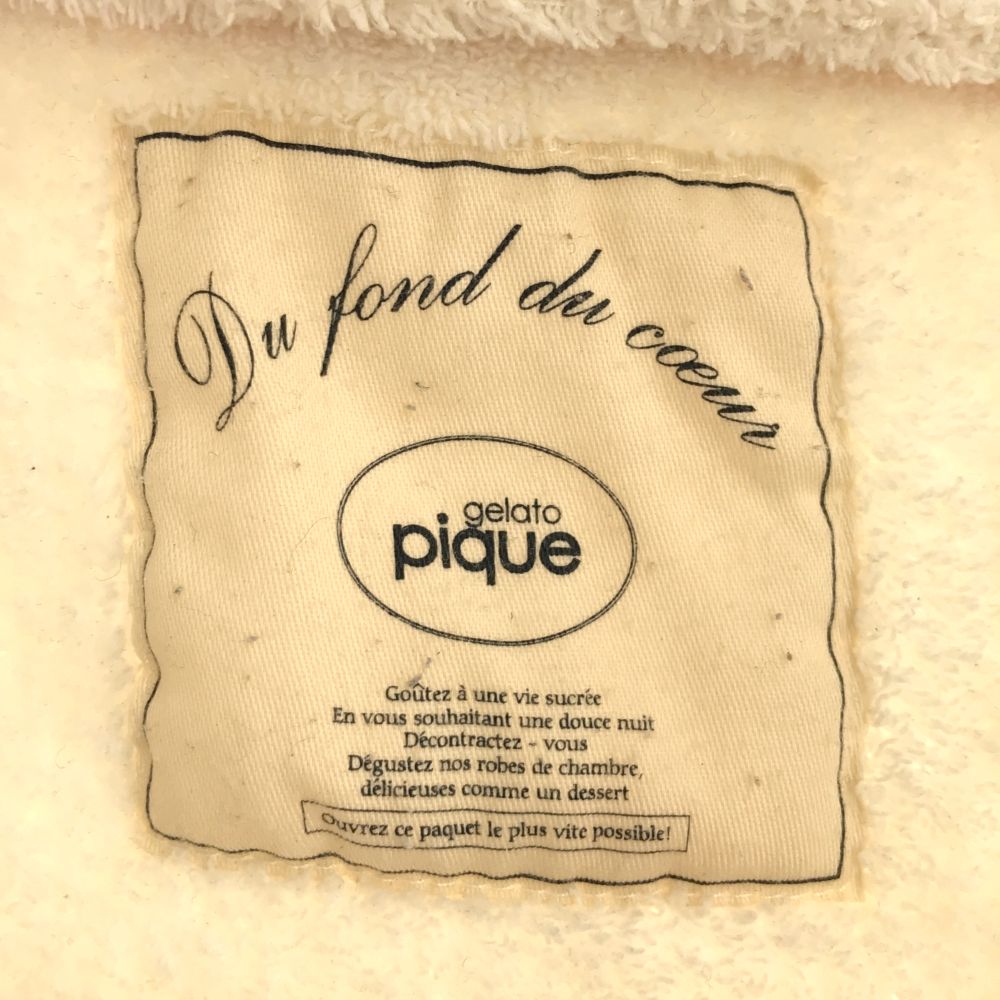 Du fond du cœur
gelato
pique
Goûtez à une vie sucrée
En vous souhaitant une douce nuit
Décontractez - vous
Dégustez nos robes de chambre,
délicieuses comme un dessert
Ouvrez ce paquet le plus vite possible!